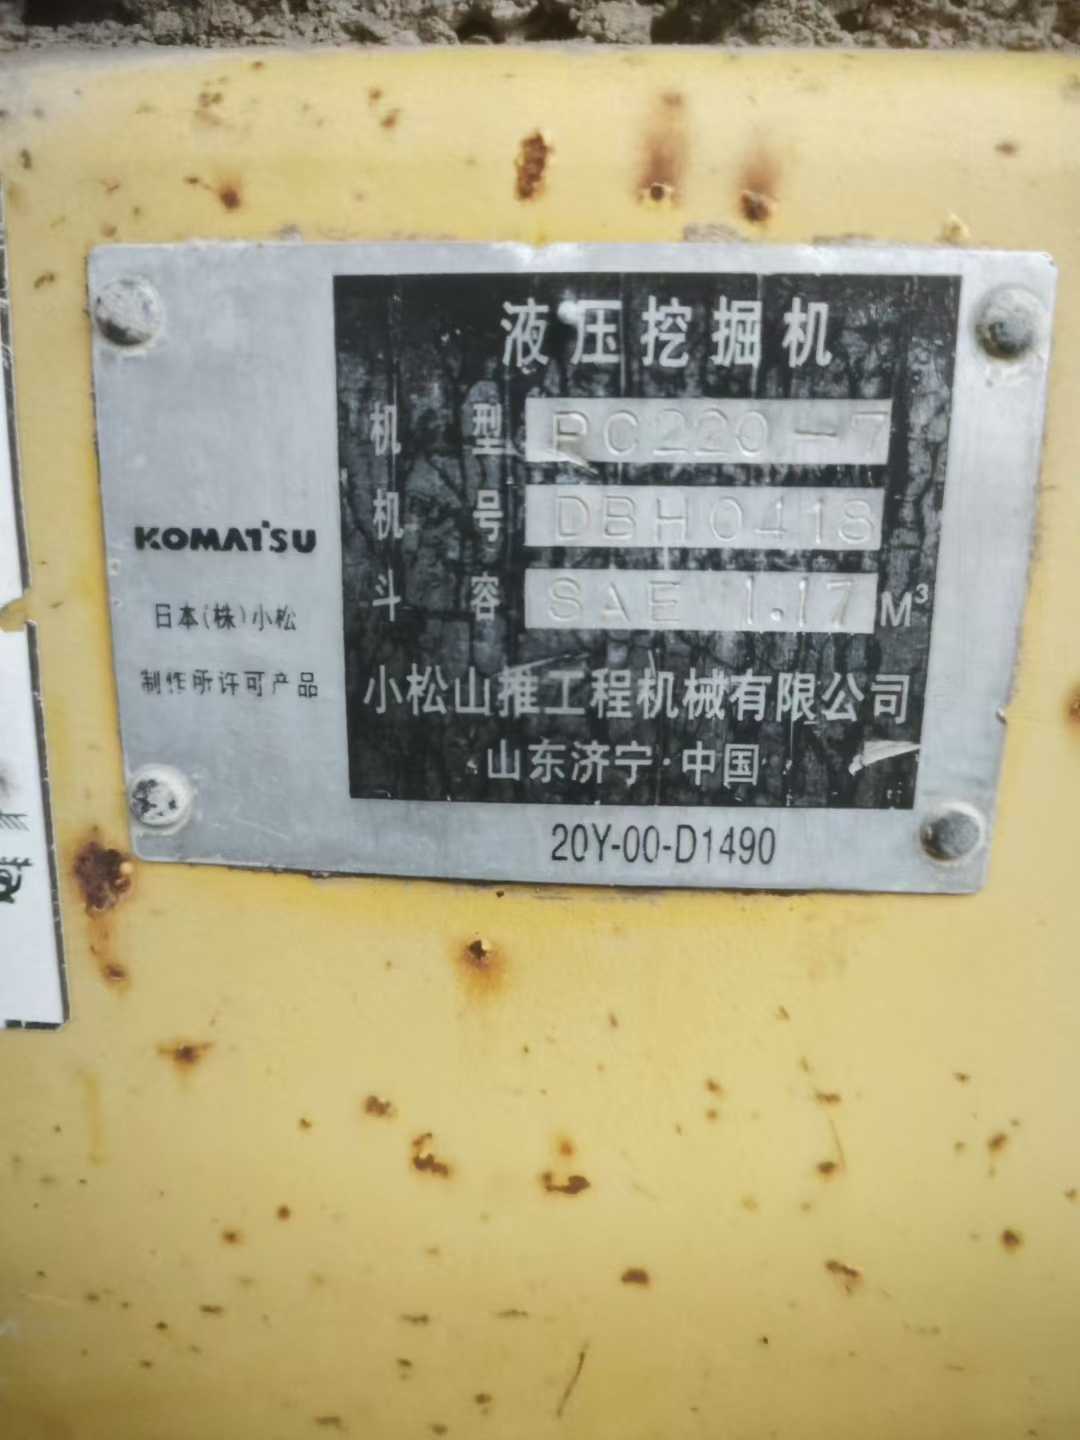 液压挖掘机
机型 PC220-7
机号 DBH0418
斗容 SAE 1.17 M³
KOMATSU
日本(株)小松
制作所许可产品
小松山推工程机械有限公司
山东济宁·中国
20Y-00-D1490